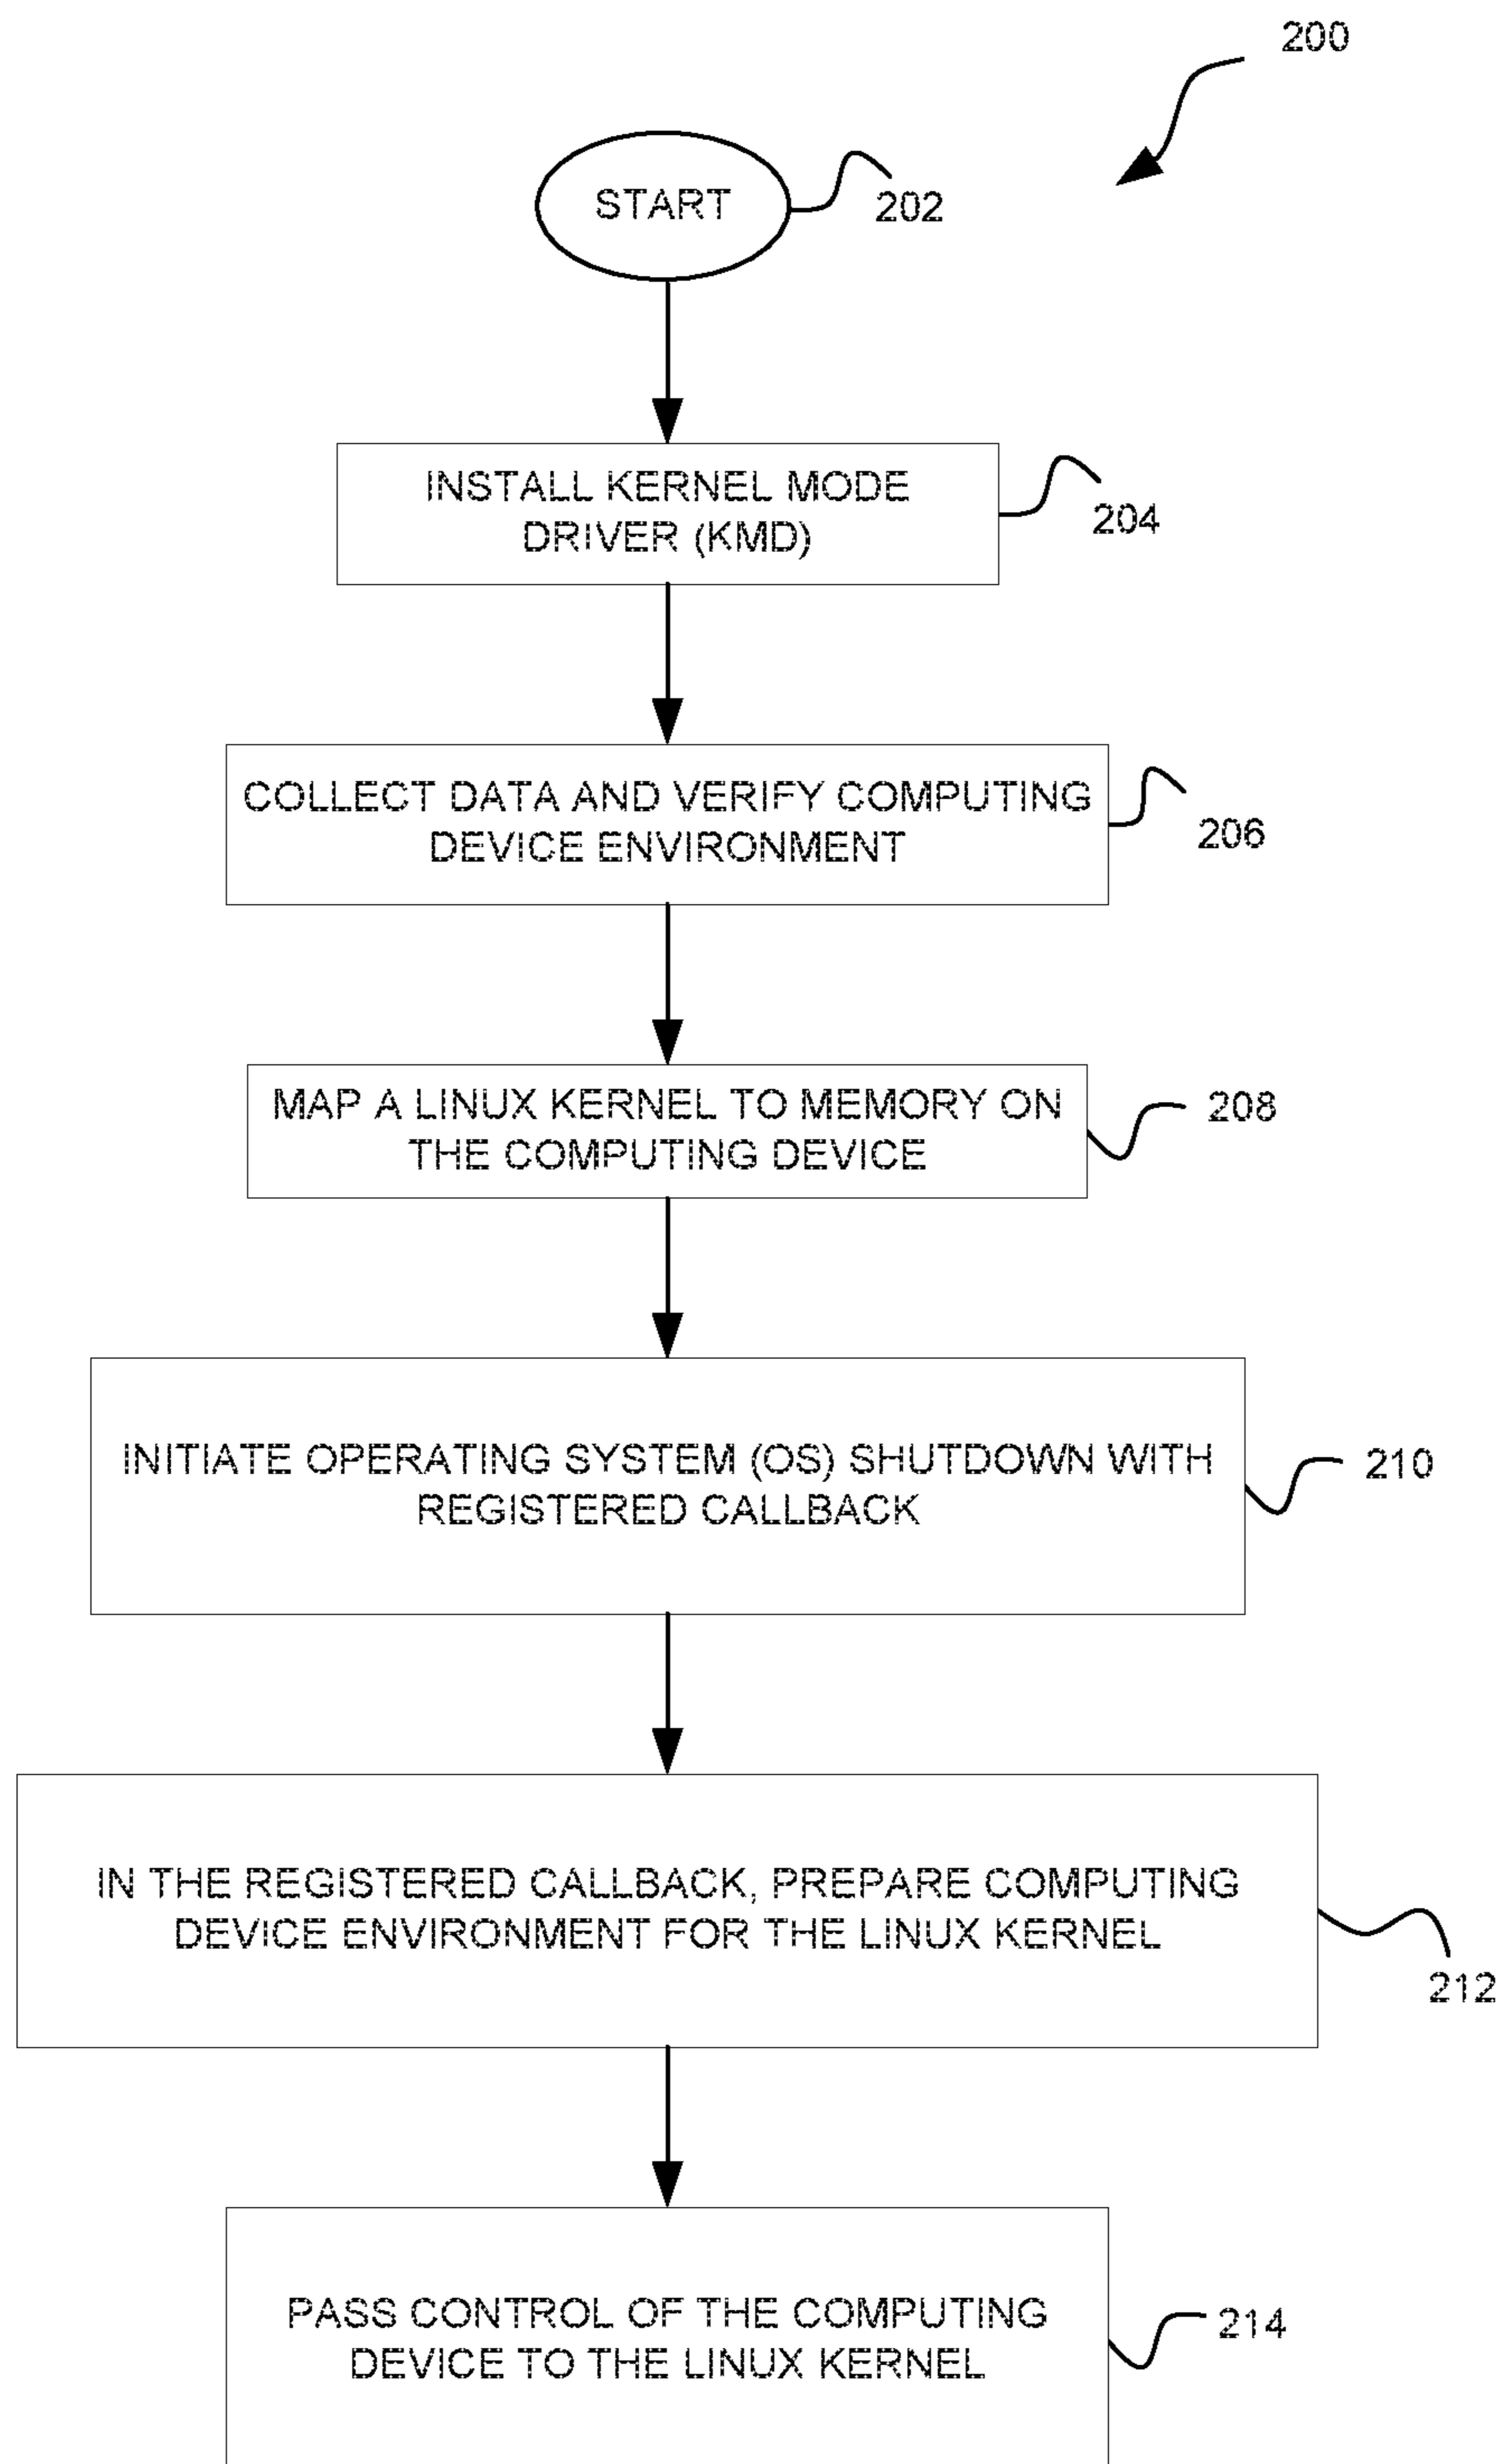 200
START
202
INSTALL KERNEL MODE
DRIVER (KMD)
204
COLLECT DATA AND VERIFY COMPUTING
DEVICE ENVIRONMENT
206
MAP A LINUX KERNEL TO MEMORY ON
THE COMPUTING DEVICE
208
INITIATE OPERATING SYSTEM (OS) SHUTDOWN WITH
REGISTERED CALLBACK
210
IN THE REGISTERED CALLBACK, PREPARE COMPUTING
DEVICE ENVIRONMENT FOR THE LINUX KERNEL
212
PASS CONTROL OF THE COMPUTING
DEVICE TO THE LINUX KERNEL
214